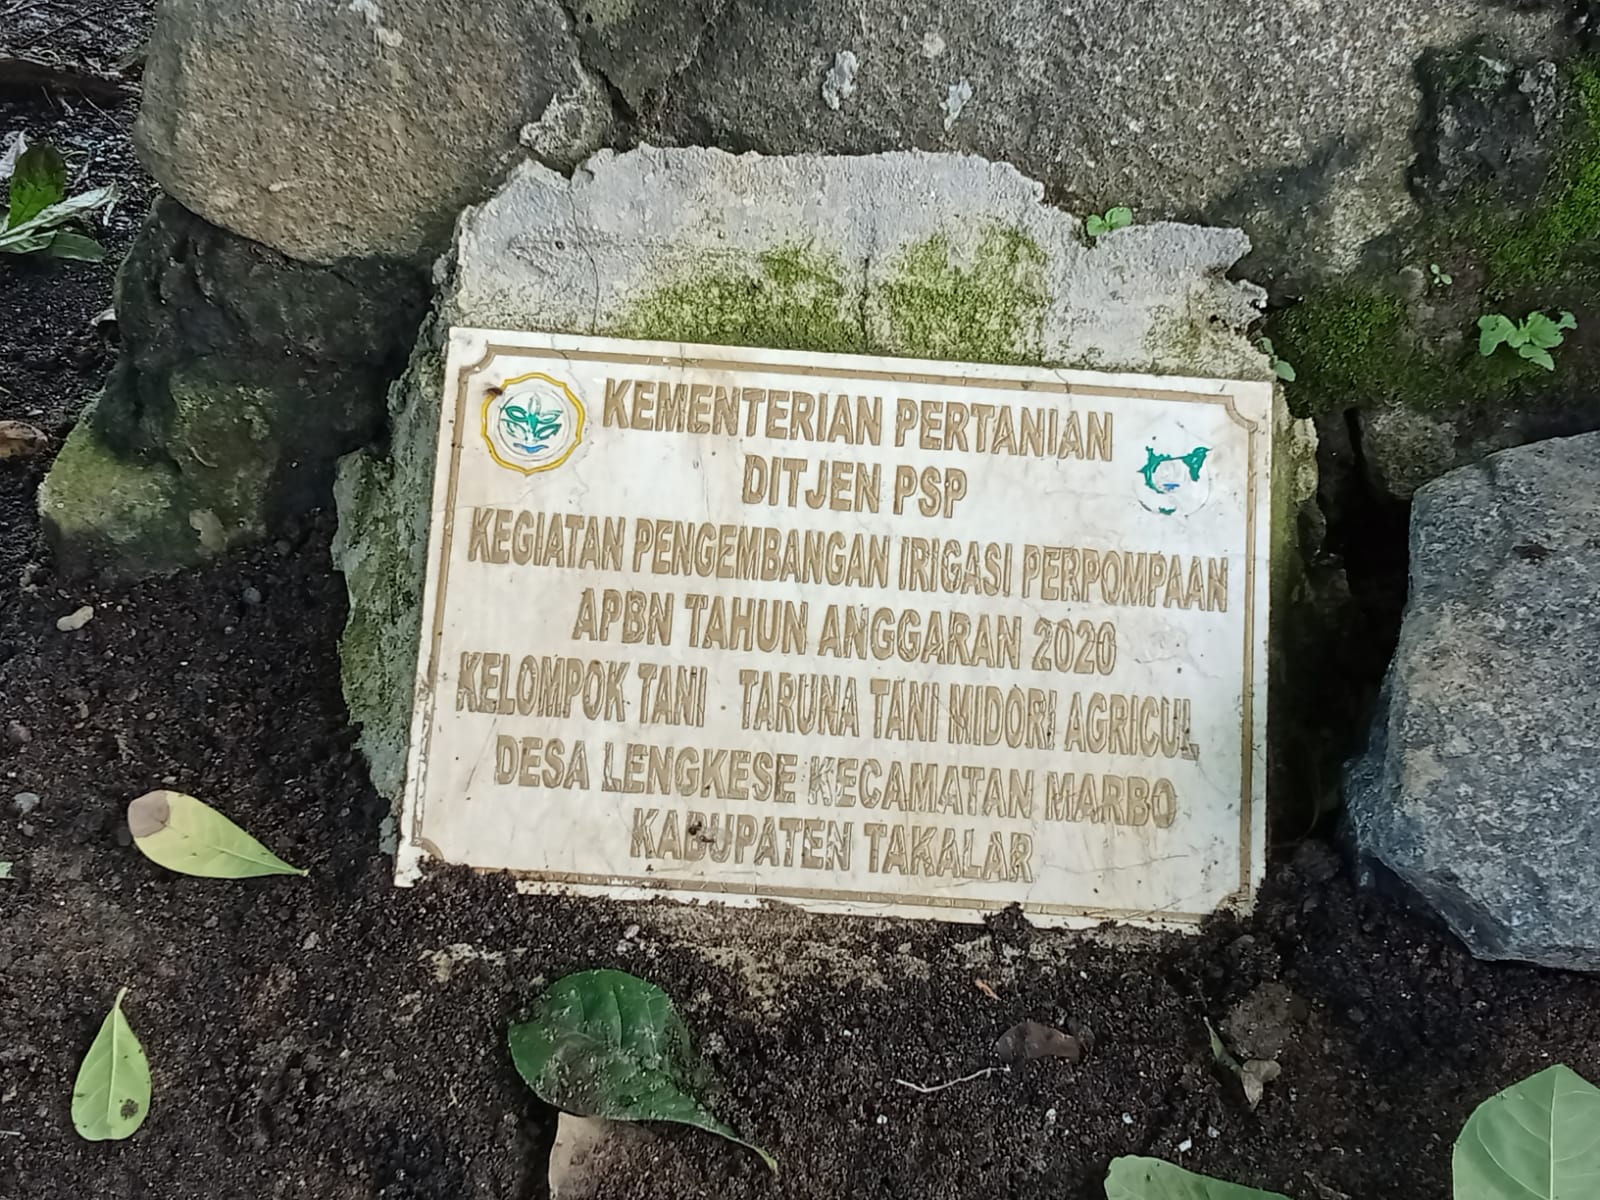 KEMENTERIAN PERTANIAN
DITJEN PSP
KEGIATAN PENGEMBANGAN IRIGASI PERPOMPAAN
APBN TAHUN ANGGARAN 2020
KELOMPOK TANI TARUNA TANI MIDORI AGRICUL
DESA LENGKESE KECAMATAN MARBO
KABUPATEN TAKALAR